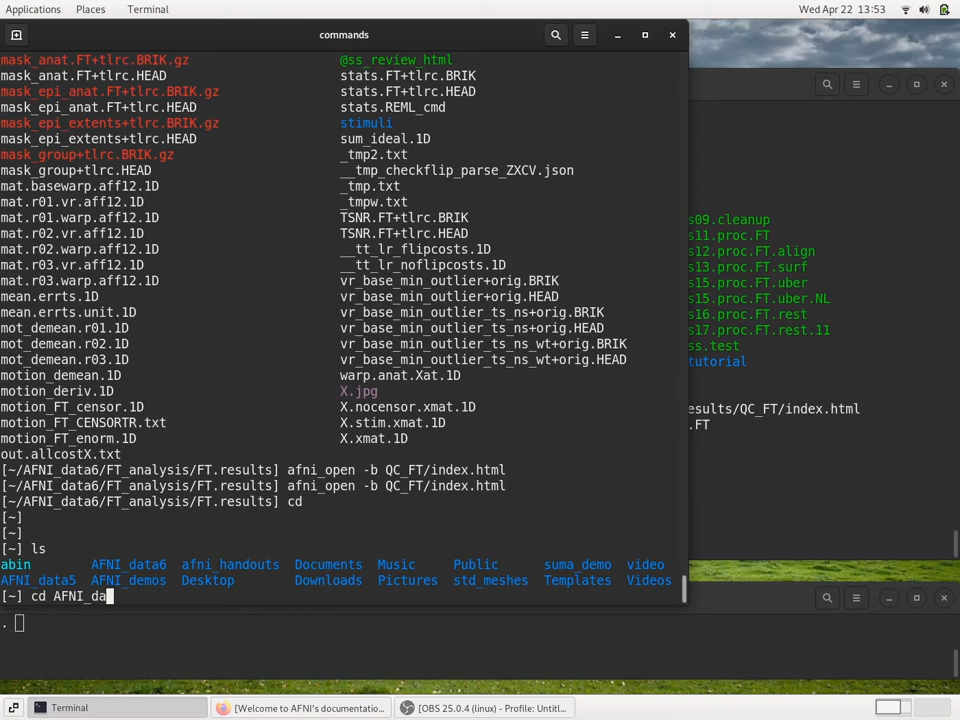 Applications Places Terminal Wed Apr 22 13:53
commands
mask_anat.FT+tlrc.BRIK.gz @ss_review_html
mask_anat.FT+tlrc.HEAD stats.FT+tlrc.BRIK
mask_epi_anat.FT+tlrc.BRIK.gz stats.FT+tlrc.HEAD
mask_epi_anat.FT+tlrc.HEAD stats.REML_cmd
mask_epi_extents+tlrc.BRIK.gz stimuli
mask_epi_extents+tlrc.HEAD sum_ideal.1D
mask_group+tlrc.BRIK.gz _tmp2.txt
mask_group+tlrc.HEAD __tmp_checkflip_parse_ZXCV.json
mat.basewarp.aff12.1D _tmp.txt
mat.r01.vr.aff12.1D _tmpw.txt
mat.r01.warp.aff12.1D TSNR.FT+tlrc.BRIK
mat.r02.vr.aff12.1D TSNR.FT+tlrc.HEAD
mat.r02.warp.aff12.1D __tt_lr_flipcosts.1D
mat.r03.vr.aff12.1D __tt_lr_noflipcosts.1D
mat.r03.warp.aff12.1D vr_base_min_outlier+orig.BRIK
mean.errts.1D vr_base_min_outlier+orig.HEAD
mean.errts.unit.1D vr_base_min_outlier_ts_ns+orig.BRIK
mot_demean.r01.1D vr_base_min_outlier_ts_ns+orig.HEAD
mot_demean.r02.1D vr_base_min_outlier_ts_ns_wt+orig.BRIK
mot_demean.r03.1D vr_base_min_outlier_ts_ns_wt+orig.HEAD
motion_demean.1D warp.anat.Xat.1D
motion_deriv.1D X.jpg
motion_FT_censor.1D X.nocensor.xmat.1D
motion_FT_CENSORTR.txt X.stim.xmat.1D
motion_FT_enorm.1D X.xmat.1D
out.allcostX.txt
[~/AFNI_data6/FT_analysis/FT.results] afni_open -b QC_FT/index.html
[~/AFNI_data6/FT_analysis/FT.results] afni_open -b QC_FT/index.html
[~/AFNI_data6/FT_analysis/FT.results] cd
[~]
[~]
[~] ls
abin AFNI_data6 afni_handouts Documents Music Public suma_demo video
AFNI_data5 AFNI_demos Desktop Downloads Pictures std_meshes Templates Videos
[~] cd AFNI_da
s09.cleanup
s11.proc.FT
s12.proc.FT.align
s13.proc.FT.surf
s15.proc.FT.uber
s15.proc.FT.uber.NL
s16.proc.FT.rest
s17.proc.FT.rest.11
ss.test
tutorial
esults/QC_FT/index.html
.FT
.
Terminal [Welcome to AFNI's documentatio... [OBS 25.0.4 (linux) - Profile: Untitl...